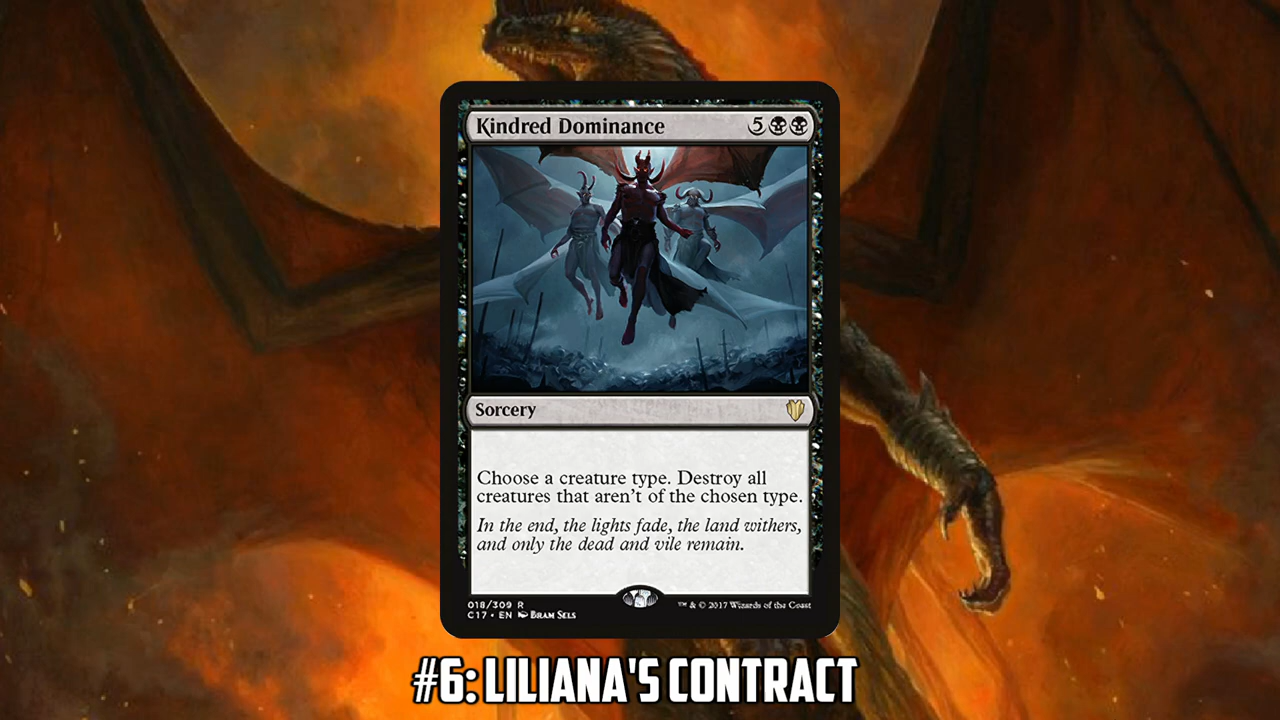 Kindred Dominance 5
Sorcery
Choose a creature type. Destroy all
creatures that aren't of the chosen type.
In the end, the lights fade, the land withers,
and only the dead and vile remain.
018/309 R
C17 • EN Bram Sels
™ & © 2017 Wizards of the Coast
#6: LILIANA'S CONTRACT